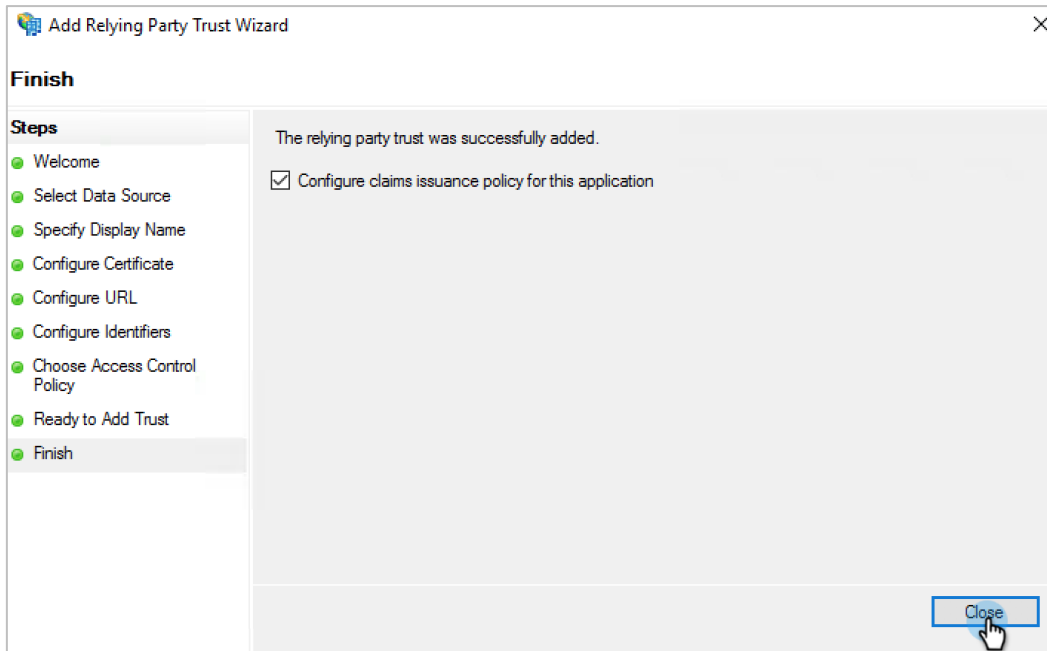 Add Relying Party Trust Wizard
Finish
Steps
Welcome
Select Data Source
Specify Display Name
Configure Certificate
Configure URL
Configure Identifiers
Choose Access Control
Policy
Ready to Add Trust
Finish
The relying party trust was successfully added.
Configure claims issuance policy for this application
Close